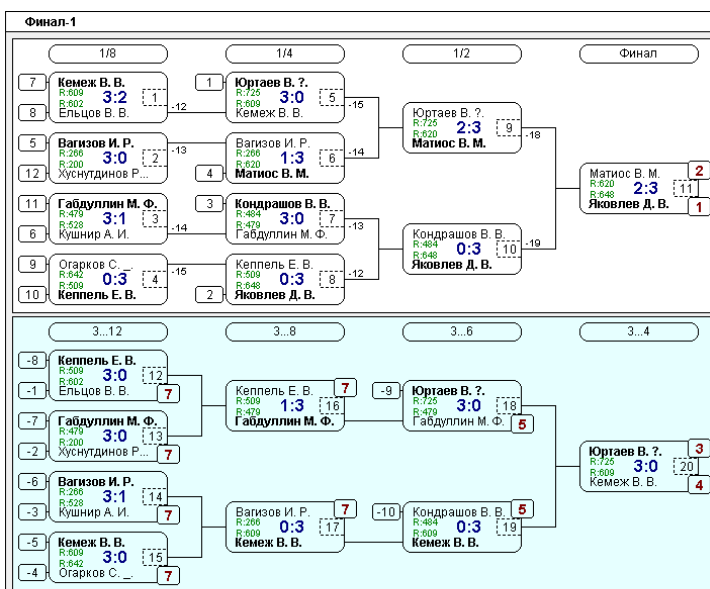 Финал-1
1/8 1/4 1/2 Финал
7 Кемеж В. В.
R:609 R:602 3:2 1
8 Ельцов В. В. -12
1 Юртаев В. ?.
R:725 R:609 3:0 5 -15
Кемеж В. В.
5 Вагизов И. Р.
R:266 R:200 3:0 2 -13
12 Хуснутдинов Р...
Вагизов И. Р.
R:266 R:620 1:3 6 -14
4 Матиос В. М.
11 Габдуллин М. Ф.
R:479 R:528 3:1 3
6 Кушнир А. И. -14
3 Кондрашов В. В.
R:484 R:479 3:0 7 -13
Габдуллин М. Ф.
9 Огарков С. _.
R:642 R:509 0:3 4 -15
10 Кеппель Е. В.
Кеппель Е. В.
R:509 R:648 0:3 8 -12
2 Яковлев Д. В.
Юртаев В. ?.
R:725 R:620 2:3 9 -18
Матиос В. М.
Кондрашов В. В.
R:484 R:648 0:3 10 -19
Яковлев Д. В.
Матиос В. М. 2
R:620 R:648 2:3 11
Яковлев Д. В. 1
3...12 3...8 3...6 3...4
-8 Кеппель Е. В.
R:509 R:602 3:0 12
-1 Ельцов В. В. 7
-7 Габдуллин М. Ф.
R:479 R:200 3:0 13
-2 Хуснутдинов Р... 7
-6 Вагизов И. Р.
R:266 R:528 3:1 14
-3 Кушнир А. И. 7
-5 Кемеж В. В.
R:609 R:642 3:0 15
-4 Огарков С. _. 7
Кеппель Е. В. 7
R:509 R:479 1:3 16
Габдуллин М. Ф.
Вагизов И. Р. 7
R:266 R:609 0:3 17
Кемеж В. В.
-9 Юртаев В. ?.
R:725 R:479 3:0 18
Габдуллин М. Ф. 5
-10 Кондрашов В. В. 5
R:484 R:609 0:3 19
Кемеж В. В.
Юртаев В. ?. 3
R:725 R:609 3:0 20
Кемеж В. В. 4